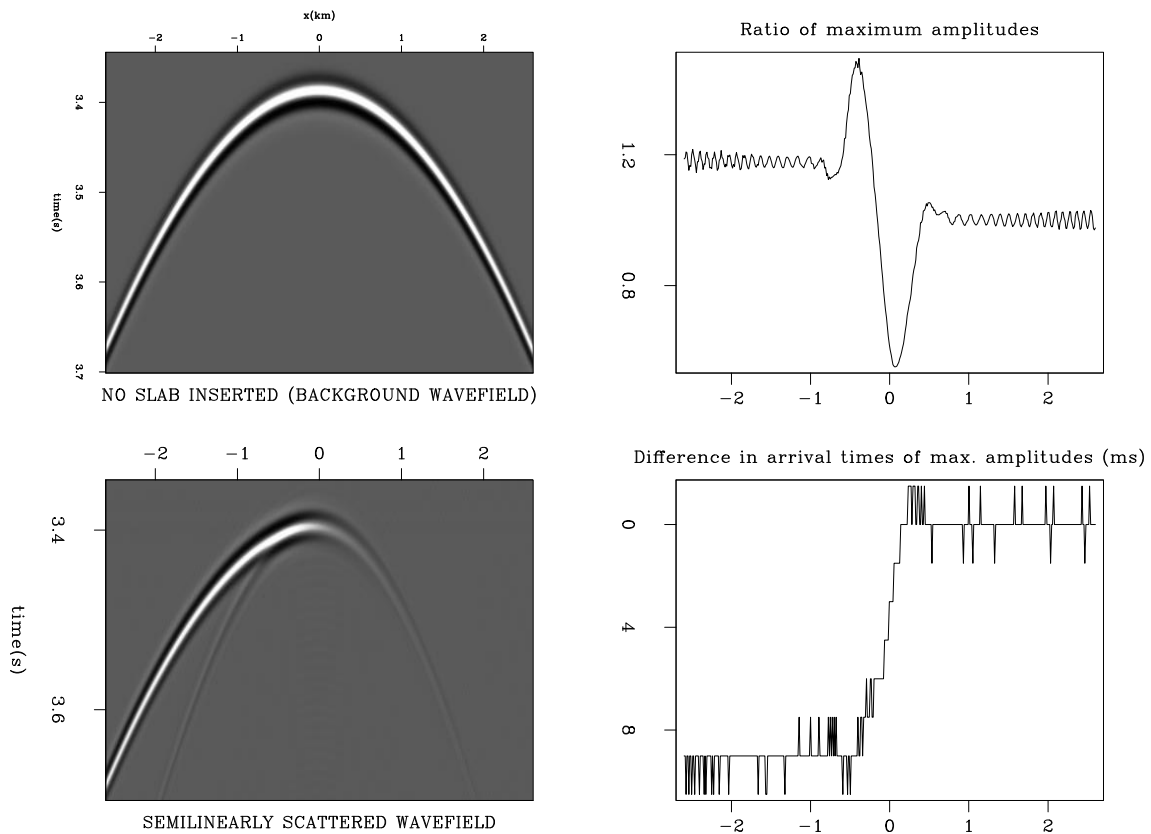 x(km)
-2 -1 0 1 2
time(s)
3.4
3.5
3.6
3.7
NO SLAB INSERTED (BACKGROUND WAVEFIELD)
Ratio of maximum amplitudes
1.2
0.8
-2 -1 0 1 2
-2 -1 0 1 2
time(s)
3.4
3.6
SEMILINEARLY SCATTERED WAVEFIELD
Difference in arrival times of max. amplitudes (ms)
0
4
8
-2 -1 0 1 2